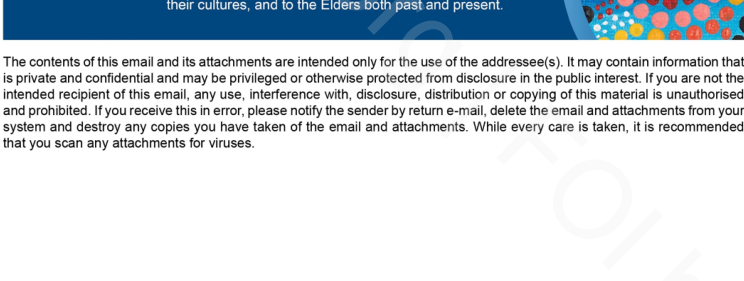 their cultures, and to the Elders both past and present.
The contents of this email and its attachments are intended only for the use of the addressee(s). It may contain information that
is private and confidential and may be privileged or otherwise protected from disclosure in the public interest. If you are not the
intended recipient of this email, any use, interference with, disclosure, distribution or copying of this material is unauthorised
and prohibited. If you receive this in error, please notify the sender by return e-mail, delete the email and attachments from your
system and destroy any copies you have taken of the email and attachments. While every care is taken, it is recommended
that you scan any attachments for viruses.